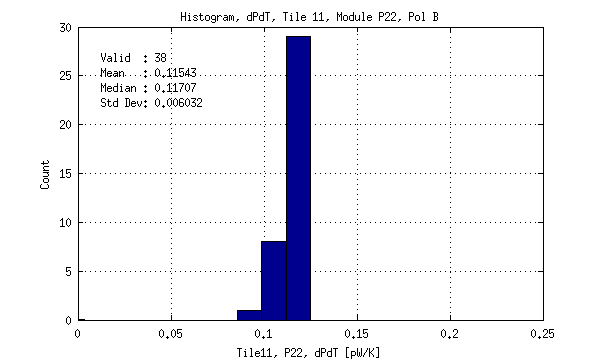 Histogram, dPdT, Tile 11, Module P22, Pol B
30
25
20
15
10
5
0
Count
Valid : 38
Mean : 0.11543
Median : 0.11707
Std Dev: 0.006032
0 0.05 0.1 0.15 0.2 0.25
Tile11, P22, dPdT [pW/K]